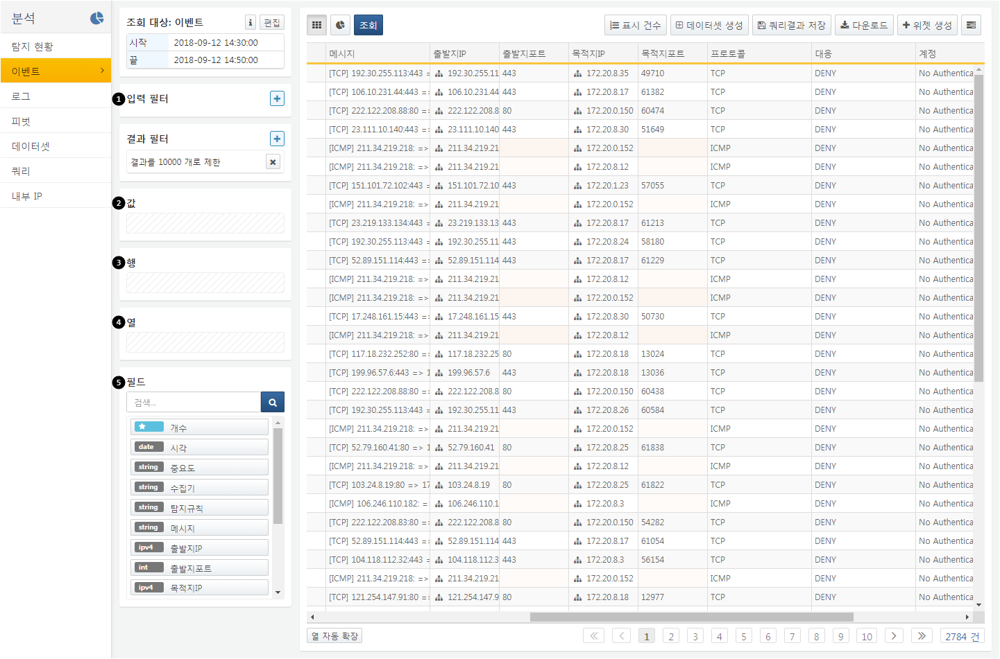 분석
탐지 현황
이벤트
로그
피벗
데이터셋
쿼리
내부 IP
조회 대상: 이벤트
i
편집
시작 2018-09-12 14:30:00
끝 2018-09-12 14:50:00
1 입력 필터
결과 필터
결과를 10000 개로 제한
2 값
3 행
4 열
5 필드
검색...
개수
date 시각
string 중요도
string 수집기
string 탐지규칙
string 메시지
ipv4 출발지IP
int 출발지포트
ipv4 목적지IP
조회
표시 건수
데이터셋 생성
쿼리결과 저장
다운로드
위젯 생성
메시지 출발지IP 출발지포트 목적지IP 목적지포트 프로토콜 대응 계정
[TCP] 192.30.255.113:443 = 192.30.255.11 443 172.20.8.35 49710 TCP DENY No Authentica
[TCP] 106.10.231.44:443 => 106.10.231.44 443 172.20.8.17 61382 TCP DENY No Authentica
[TCP] 222.122.208.88:80 => 222.122.208.8 80 172.20.0.150 60474 TCP DENY No Authentica
[TCP] 23.111.10.140:443 => 23.111.10.140 443 172.20.8.30 51649 TCP DENY No Authentica
[ICMP] 211.34.219.218: => 211.34.219.21 172.20.0.152 ICMP DENY No Authentica
[ICMP] 211.34.219.218: => 211.34.219.21 172.20.8.12 ICMP DENY No Authentica
[TCP] 151.101.72.102:443 = 151.101.72.10 443 172.20.1.23 57055 TCP DENY No Authentica
[ICMP] 211.34.219.218: => 211.34.219.21 172.20.0.152 ICMP DENY No Authentica
[TCP] 23.219.133.134:443 = 23.219.133.13 443 172.20.8.17 61213 TCP DENY No Authentica
[TCP] 192.30.255.113:443 = 192.30.255.11 443 172.20.8.24 58180 TCP DENY No Authentica
[TCP] 52.89.151.114:443 => 52.89.151.114 443 172.20.8.17 61229 TCP DENY No Authentica
[ICMP] 211.34.219.218: => 211.34.219.21 172.20.8.12 ICMP DENY No Authentica
[ICMP] 211.34.219.218: => 211.34.219.21 172.20.0.152 ICMP DENY No Authentica
[TCP] 17.248.161.15:443 => 17.248.161.15 443 172.20.8.30 50730 TCP DENY No Authentica
[ICMP] 211.34.219.218: => 211.34.219.21 172.20.8.12 ICMP DENY No Authentica
[TCP] 117.18.232.252:80 => 117.18.232.25 80 172.20.8.18 13024 TCP DENY No Authentica
[TCP] 199.96.57.6:443 => 1 199.96.57.6 443 172.20.8.18 13036 TCP DENY No Authentica
[TCP] 222.122.208.88:80 => 222.122.208.8 80 172.20.0.150 60438 TCP DENY No Authentica
[TCP] 192.30.255.113:443 = 192.30.255.11 443 172.20.8.26 60584 TCP DENY No Authentica
[ICMP] 211.34.219.218: => 211.34.219.21 172.20.0.152 ICMP DENY No Authentica
[TCP] 52.79.160.41:80 => 1 52.79.160.41 80 172.20.8.25 61838 TCP DENY No Authentica
[ICMP] 211.34.219.218: => 211.34.219.21 172.20.8.12 ICMP DENY No Authentica
[TCP] 103.24.8.19:80 => 17 103.24.8.19 80 172.20.8.25 61822 TCP DENY No Authentica
[ICMP] 106.246.110.182: => 106.246.110.1 172.20.8.3 ICMP DENY No Authentica
[TCP] 222.122.208.83:80 => 222.122.208.8 80 172.20.0.150 54282 TCP DENY No Authentica
[TCP] 52.89.151.114:443 => 52.89.151.114 443 172.20.8.17 61054 TCP DENY No Authentica
[TCP] 104.118.112.32:443 = 104.118.112.3 443 172.20.8.3 56154 TCP DENY No Authentica
[ICMP] 211.34.219.218: => 211.34.219.21 172.20.0.152 ICMP DENY No Authentica
[TCP] 121.254.147.91:80 => 121.254.147.9 80 172.20.8.18 12977 TCP DENY No Authentica
열 자동 확장
1 2 3 4 5 6 7 8 9 10
2784 건